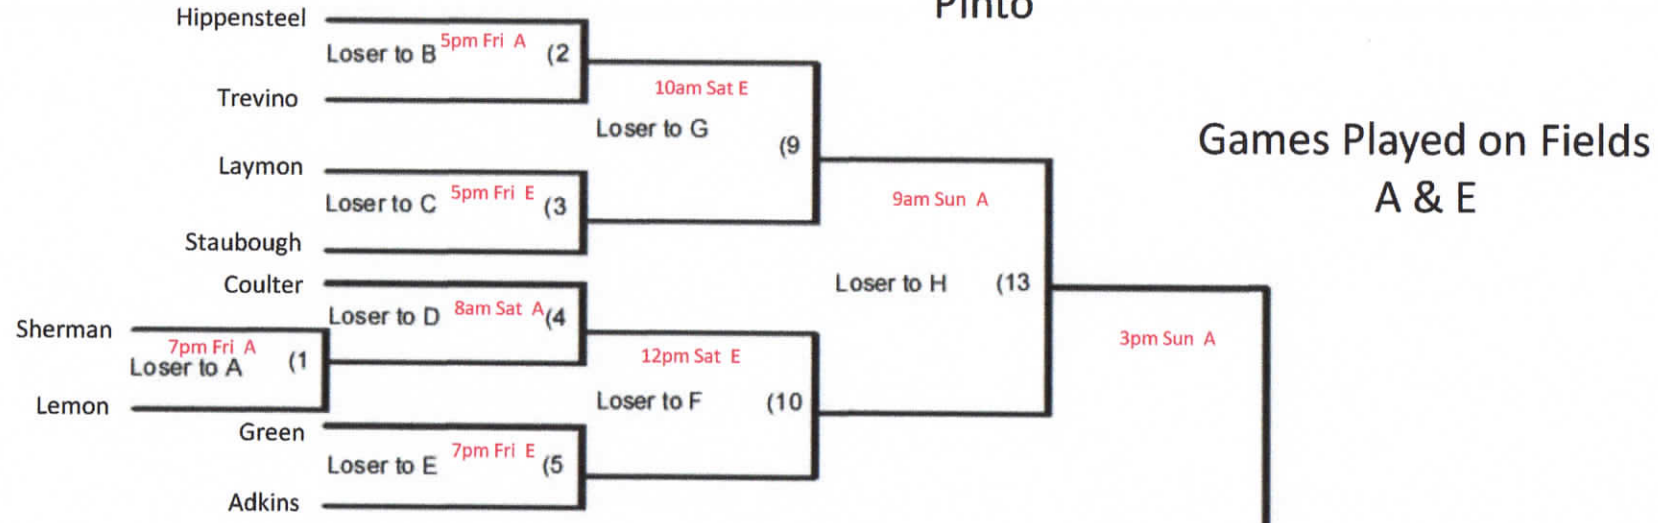 Pinto
Hippensteel
5pm Fri A
Loser to B (2
Trevino
10am Sat E
Loser to G
(9
Laymon
5pm Fri E
Loser to C (3
Staubough
9am Sun A
Games Played on Fields
A & E
Coulter
Loser to H (13
8am Sat A
Loser to D (4
Sherman
7pm Fri A
Loser to A (1
Lemon
12pm Sat E
Loser to F (10
3pm Sun A
Green
7pm Fri E
Loser to E (5
Adkins